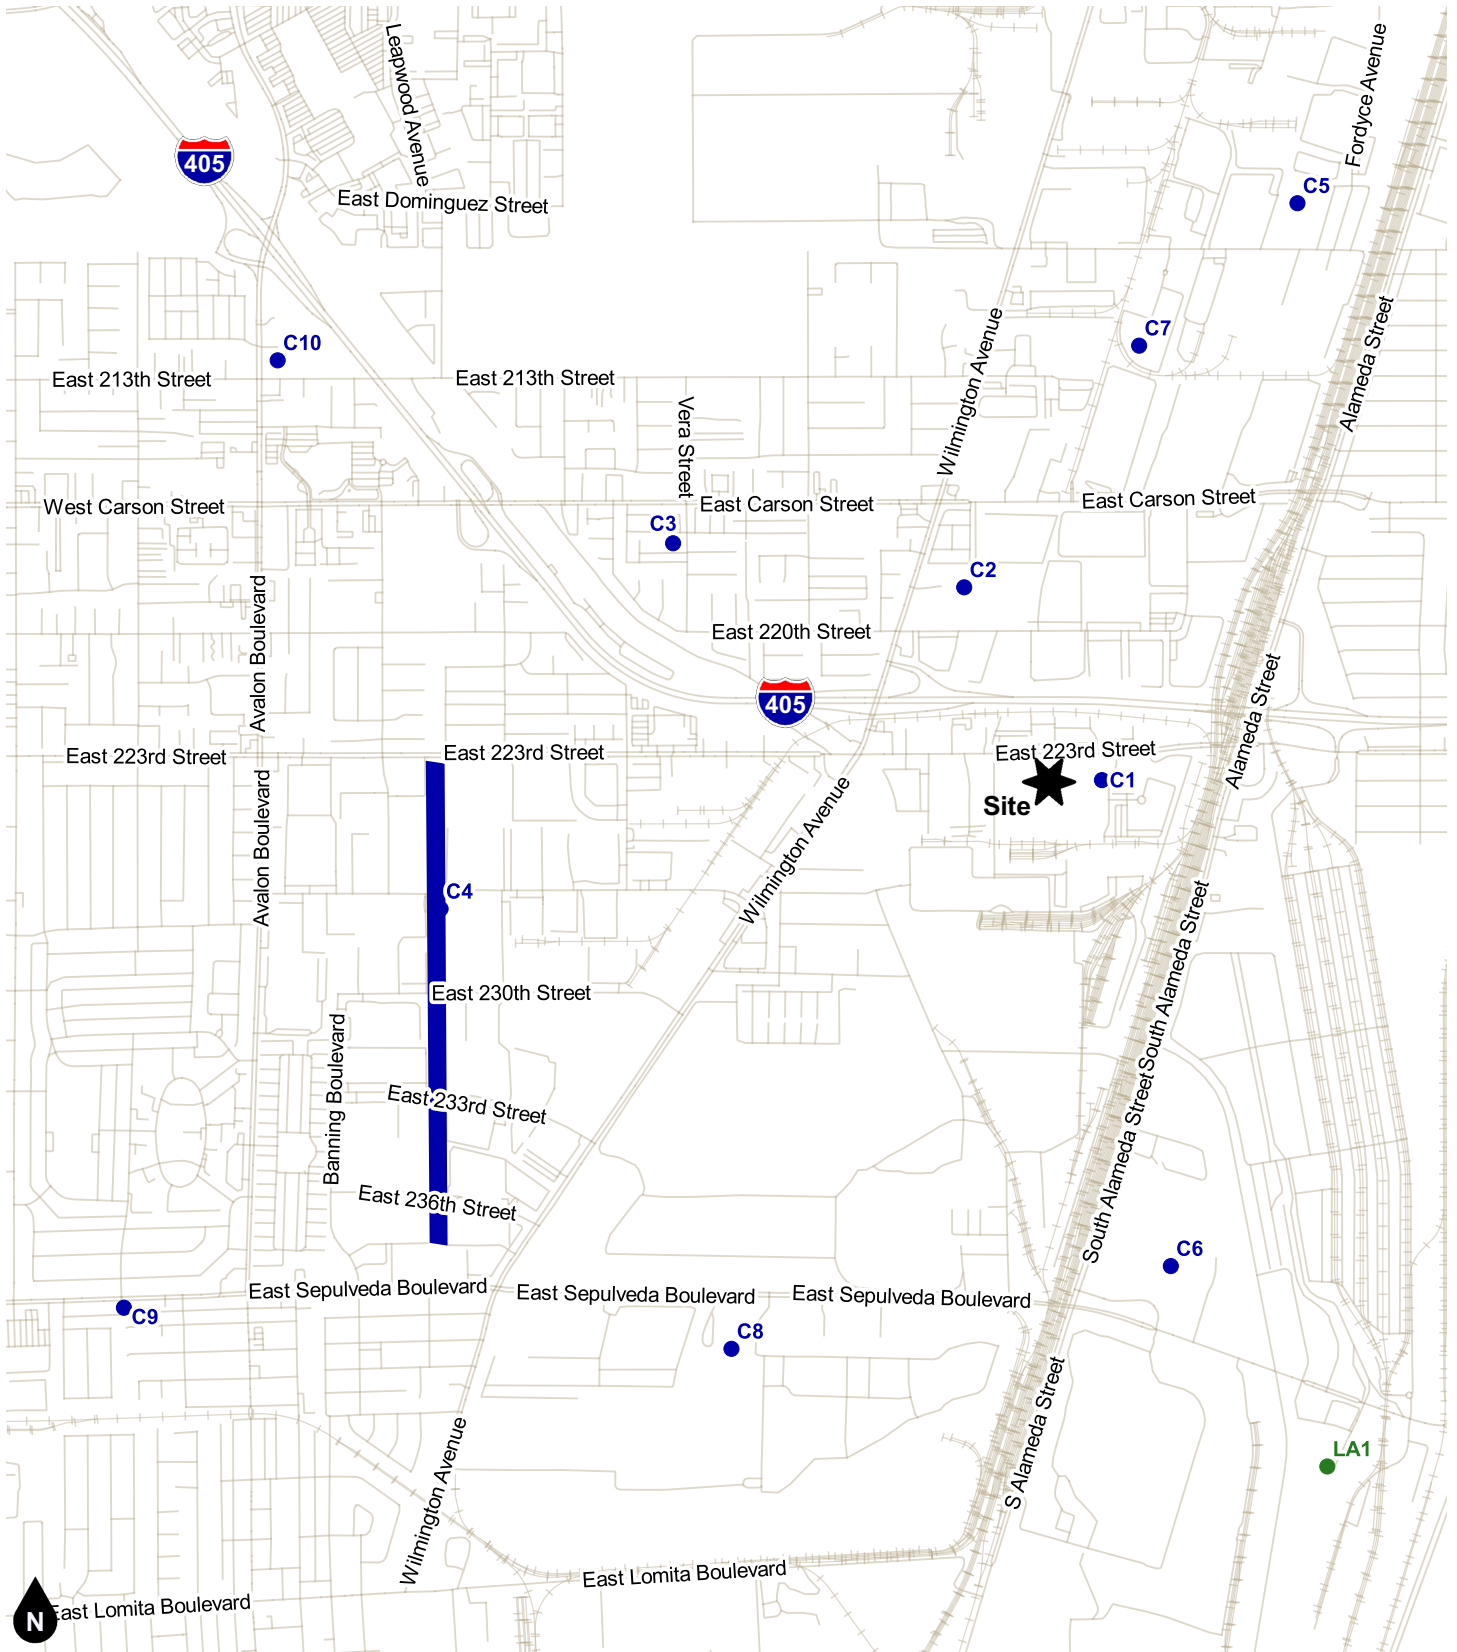 Leapwood Avenue
Fordyce Avenue
405
C5
East Dominguez Street
C10
C7
Wilmington Avenue
Alameda Street
East 213th Street
East 213th Street
Vera Street
West Carson Street
East Carson Street
East Carson Street
C3
C2
Avalon Boulevard
East 220th Street
405
Alameda Street
East 223rd Street
East 223rd Street
East 223rd Street
C1
Site
Avalon Boulevard
Wilmington Avenue
C4
South Alameda Street
East 230th Street
Banning Boulevard
East 233rd Street
South Alameda Street
East 236th Street
C6
East Sepulveda Boulevard
East Sepulveda Boulevard
East Sepulveda Boulevard
C9
C8
S Alameda Street
Wilmington Avenue
LA1
East Lomita Boulevard
East Lomita Boulevard
N